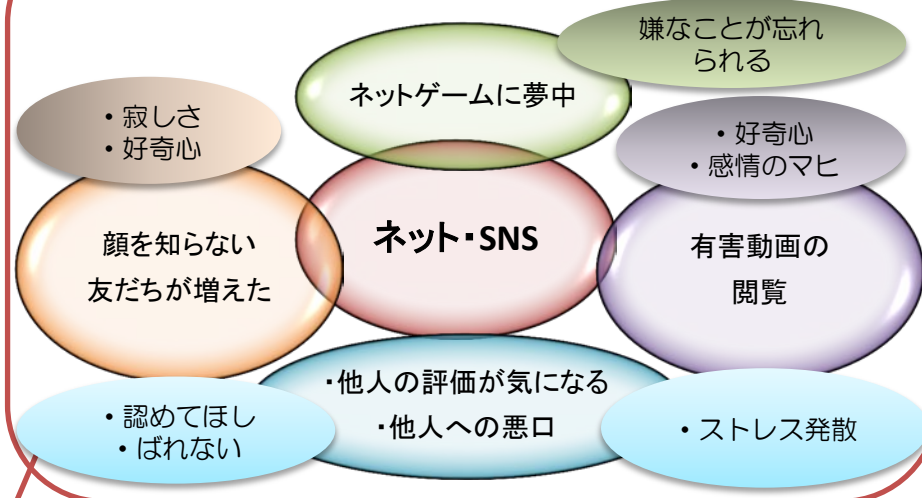 嫌なことが忘れ
られる
ネットゲームに夢中
・寂しさ
・好奇心
・好奇心
・感情のマヒ
顔を知らない
友だちが増えた
ネット・SNS
有害動画の
閲覧
・他人の評価が気になる
・他人への悪口
・認めてほし
・ばれない
・ストレス発散